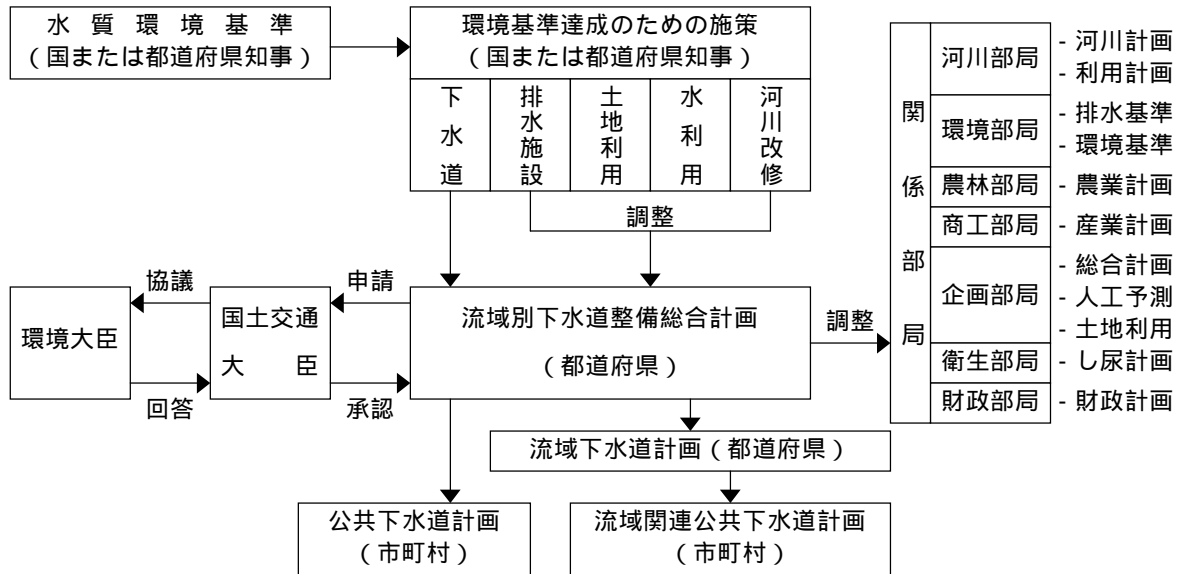 水質環境基準
（国または都道府県知事）
環境基準達成のための施策
（国または都道府県知事）
下水道
排水施設
土地利用
水利用
河川改修
調整
協議
申請
環境大臣
国土交通
大臣
流域別下水道整備総合計画
（都道府県）
回答
承認
調整
関係部局
河川部局
- 河川計画
- 利用計画
環境部局
- 排水基準
- 環境基準
農林部局 - 農業計画
商工部局 - 産業計画
企画部局
- 総合計画
- 人工予測
- 土地利用
衛生部局 - し尿計画
財政部局 - 財政計画
流域下水道計画（都道府県）
公共下水道計画
（市町村）
流域関連公共下水道計画
（市町村）